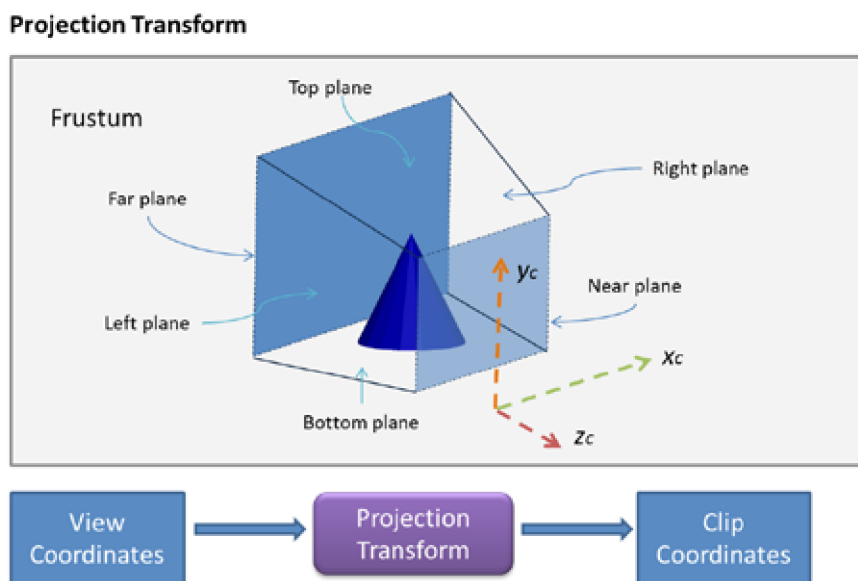 Projection Transform
Frustum
Top plane
Right plane
Far plane
yc
Near plane
Left plane
xc
Bottom plane
zc
View
Coordinates
Projection
Transform
Clip
Coordinates